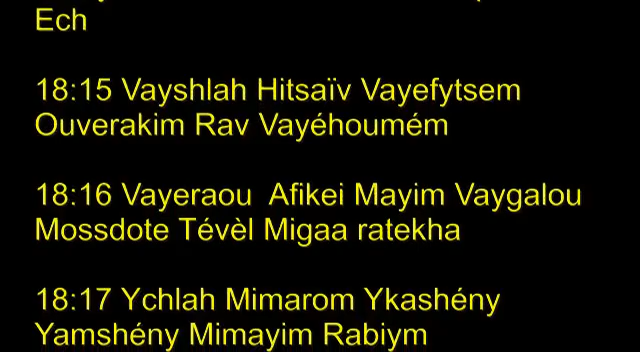 Ech
18:15 Vayshlah Hitsaïv Vayefytsem
Ouverakim Rav Vayéhoumém
18:16 Vayeraou  Afikei Mayim Vaygalou
Mossdote Tévèl Migaa ratekha
18:17 Ychlah Mimarom Ykashény
Yamshény Mimayim Rabiym